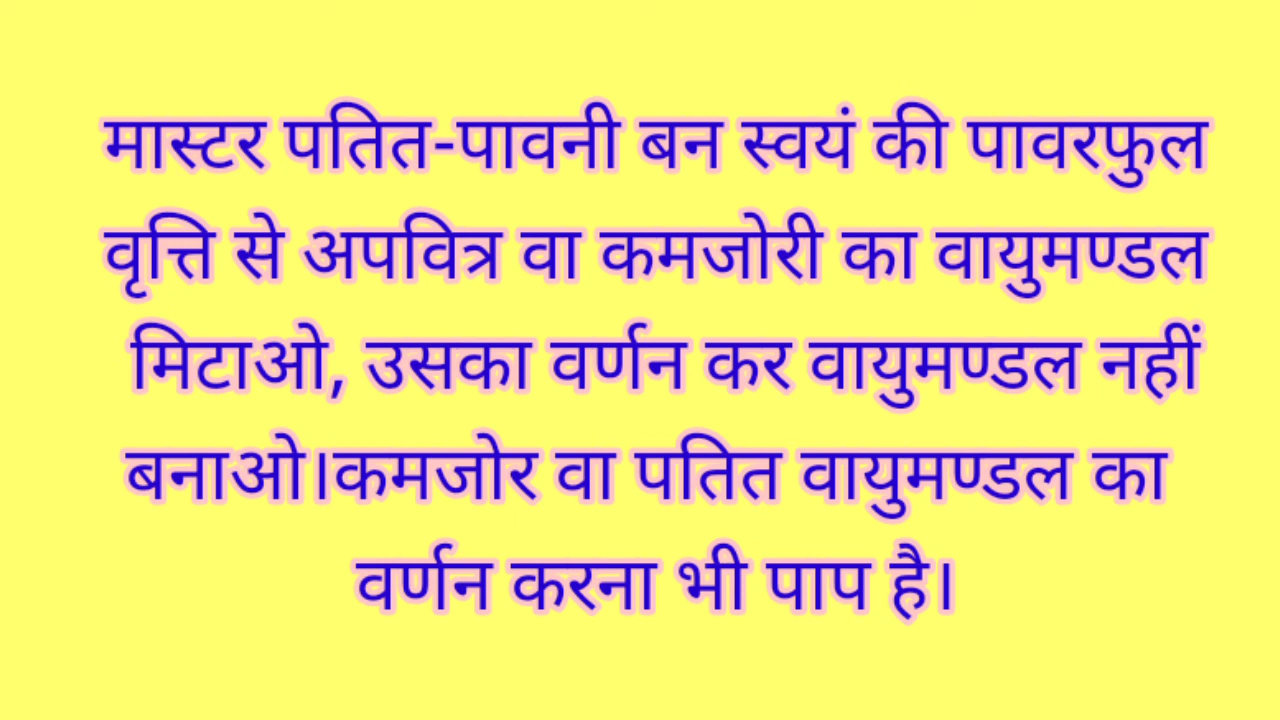 मास्टर पतित-पावनी बन स्वयं की पावरफुल
वृत्ति से अपवित्र वा कमजोरी का वायुमण्डल
मिटाओ, उसका वर्णन कर वायुमण्डल नहीं
बनाओ।कमजोर वा पतित वायुमण्डल का
वर्णन करना भी पाप है।